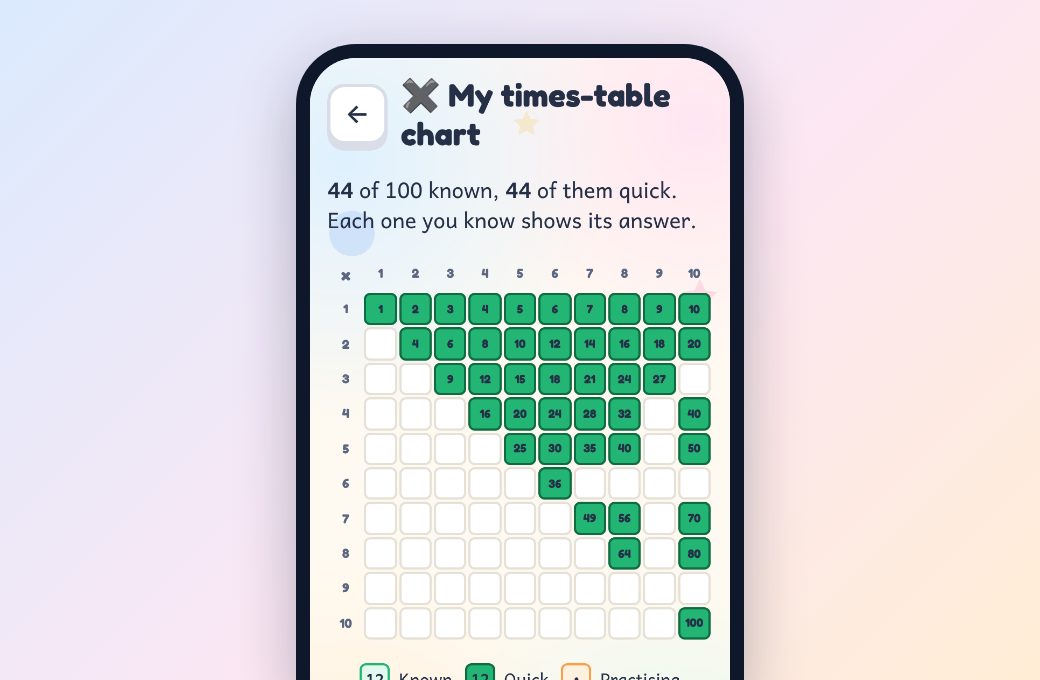 My times-table
chart
44 of 100 known, 44 of them quick.
Each one you know shows its answer.
× 1 2 3 4 5 6 7 8 9 10
1 1 2 3 4 5 6 7 8 9 10
2 4 6 8 10 12 14 16 18 20
3 9 12 15 18 21 24 27
4 16 20 24 28 32 40
5 25 30 35 40 50
6 36
7 49 56 70
8 64 80
9
10 100
12 Known 12 Quick • Practising